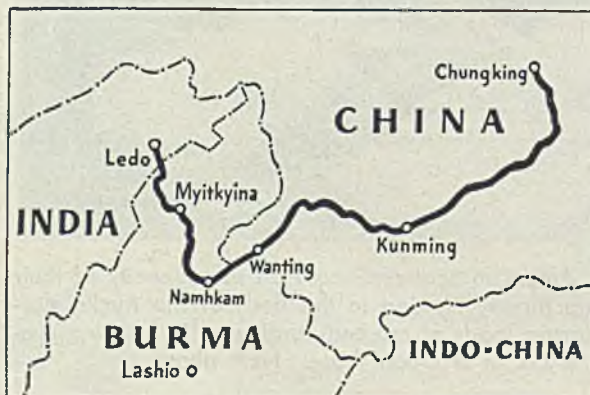 Chungking
CHINA
Ledo
Myitkyina
INDIA
Kunming
Wanting
Namhkam
BURMA
INDO-CHINA
Lashio